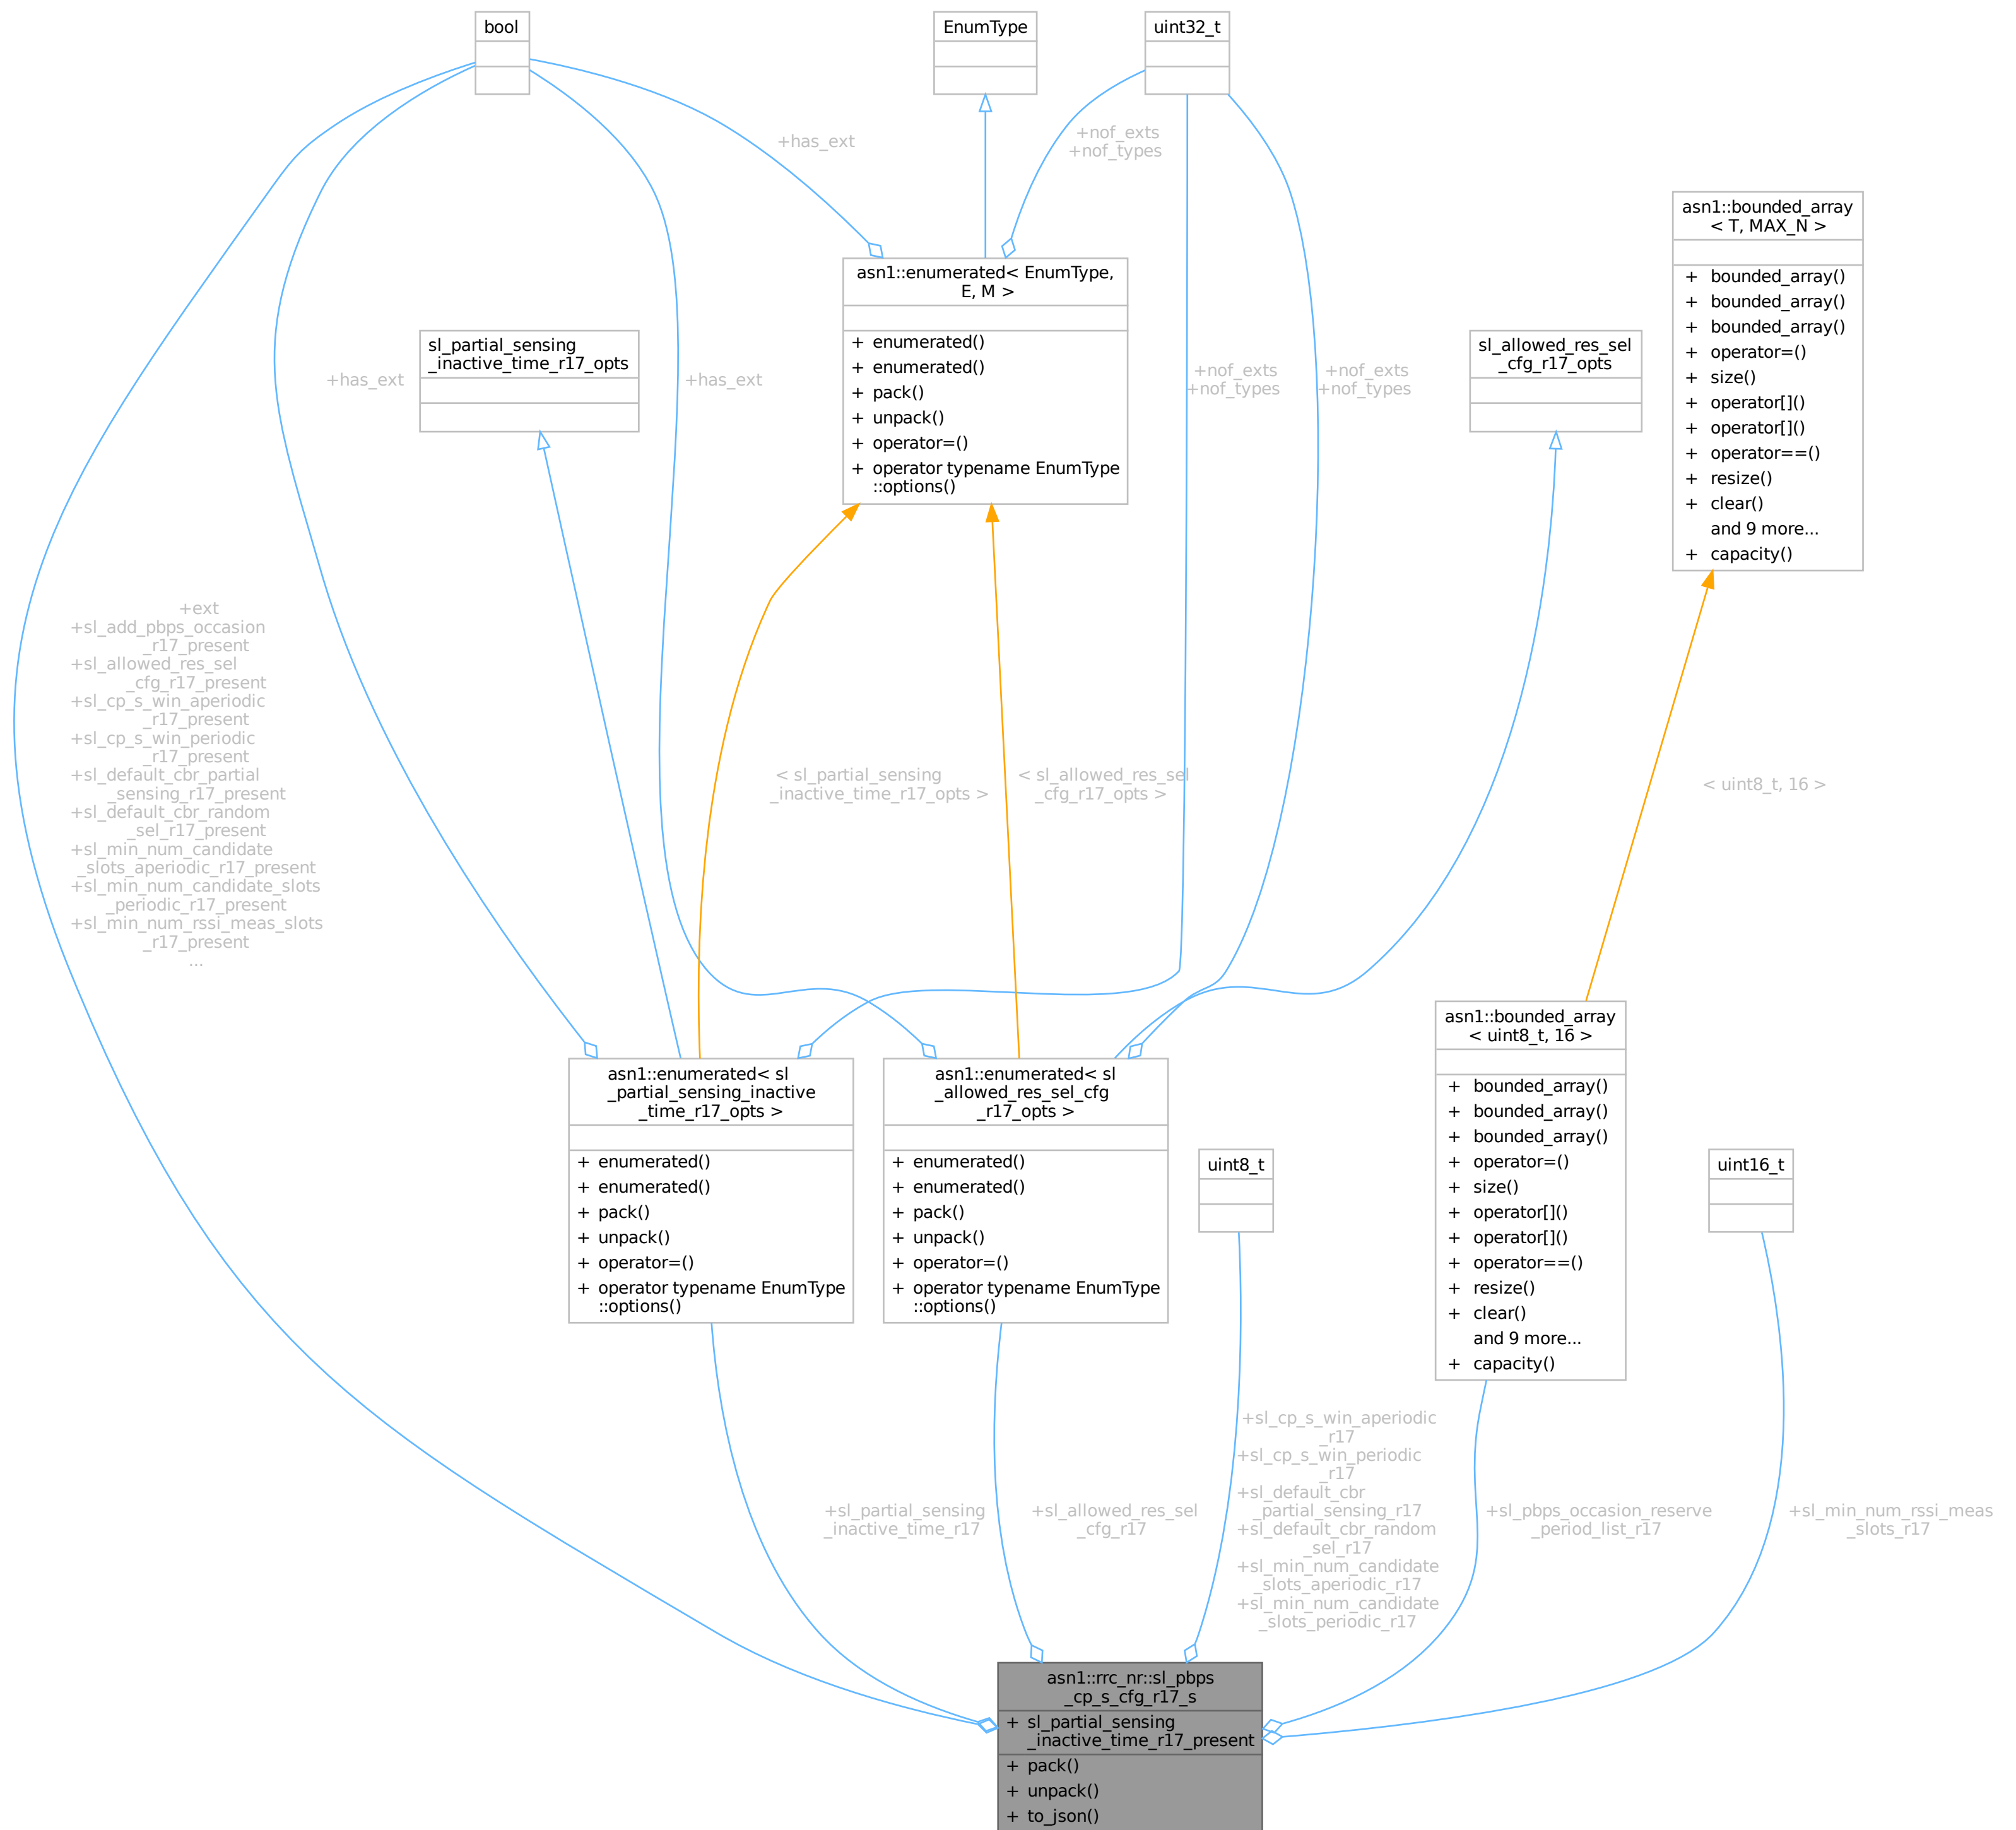 bool
EnumType
uint32_t
+has_ext
+nof_exts
+nof_types
asn1::bounded_array
< T, MAX_N >
+ bounded_array()
+ bounded_array()
+ bounded_array()
+ operator=()
+ size()
+ operator[]()
+ operator[]()
+ operator==()
+ resize()
+ clear()
and 9 more...
+ capacity()
asn1::enumerated< EnumType,
E, M >
+ enumerated()
+ enumerated()
+ pack()
+ unpack()
+ operator=()
+ operator typename EnumType
::options()
sl_partial_sensing
_inactive_time_r17_opts
sl_allowed_res_sel
_cfg_r17_opts
+has_ext
+has_ext
+nof_exts
+nof_types
+nof_exts
+nof_types
+ext
+sl_add_pbps_occasion
_r17_present
+sl_allowed_res_sel
_cfg_r17_present
+sl_cp_s_win_aperiodic
_r17_present
+sl_cp_s_win_periodic
_r17_present
+sl_default_cbr_partial
_sensing_r17_present
+sl_default_cbr_random
_sel_r17_present
+sl_min_num_candidate
_slots_aperiodic_r17_present
+sl_min_num_candidate_slots
_periodic_r17_present
+sl_min_num_rssi_meas_slots
_r17_present
...
< sl_partial_sensing
_inactive_time_r17_opts >
< sl_allowed_res_sel
_cfg_r17_opts >
< uint8_t, 16 >
asn1::enumerated< sl
_partial_sensing_inactive
_time_r17_opts >
+ enumerated()
+ enumerated()
+ pack()
+ unpack()
+ operator=()
+ operator typename EnumType
::options()
asn1::enumerated< sl
_allowed_res_sel_cfg
_r17_opts >
+ enumerated()
+ enumerated()
+ pack()
+ unpack()
+ operator=()
+ operator typename EnumType
::options()
uint8_t
asn1::bounded_array
< uint8_t, 16 >
+ bounded_array()
+ bounded_array()
+ bounded_array()
+ operator=()
+ size()
+ operator[]()
+ operator[]()
+ operator==()
+ resize()
+ clear()
and 9 more...
+ capacity()
uint16_t
+sl_partial_sensing
_inactive_time_r17
+sl_allowed_res_sel
_cfg_r17
+sl_cp_s_win_aperiodic
_r17
+sl_cp_s_win_periodic
_r17
+sl_default_cbr
_partial_sensing_r17
+sl_default_cbr_random
_sel_r17
+sl_min_num_candidate
_slots_aperiodic_r17
+sl_min_num_candidate
_slots_periodic_r17
+sl_pbps_occasion_reserve
_period_list_r17
+sl_min_num_rssi_meas
_slots_r17
asn1::rrc_nr::sl_pbps
_cp_s_cfg_r17_s
+ sl_partial_sensing
_inactive_time_r17_present
+ pack()
+ unpack()
+ to_json()